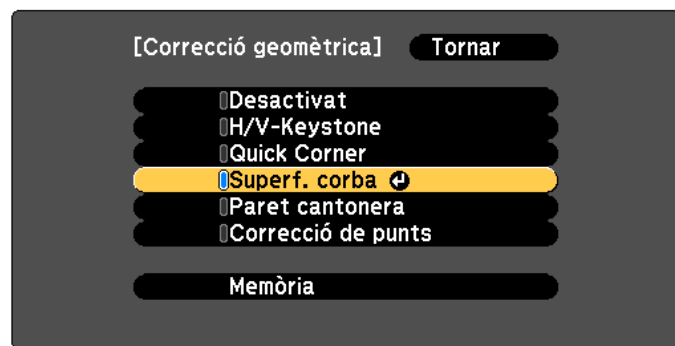 [Correcció geomètrica] Tornar
Desactivat
H/V-Keystone
Quick Corner
Superf. corba
Paret cantonera
Correcció de punts
Memòria